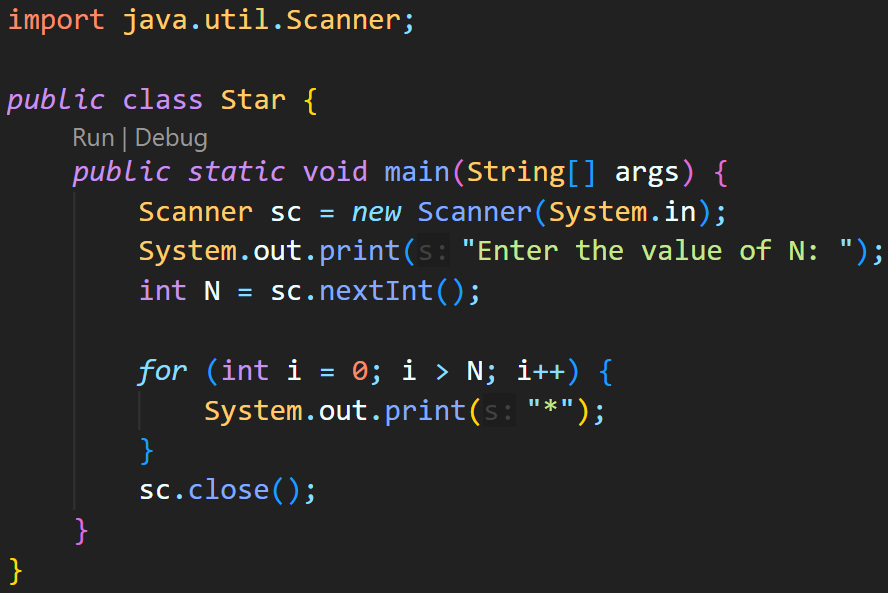 import java.util.Scanner;
public class Star {
Run | Debug
public static void main(String[] args) {
Scanner sc = new Scanner(System.in);
System.out.print(s: "Enter the value of N: ");
int N = sc.nextInt();
for (int i = 0; i > N; i++) {
System.out.print(s: "*");
}
sc.close();
}
}